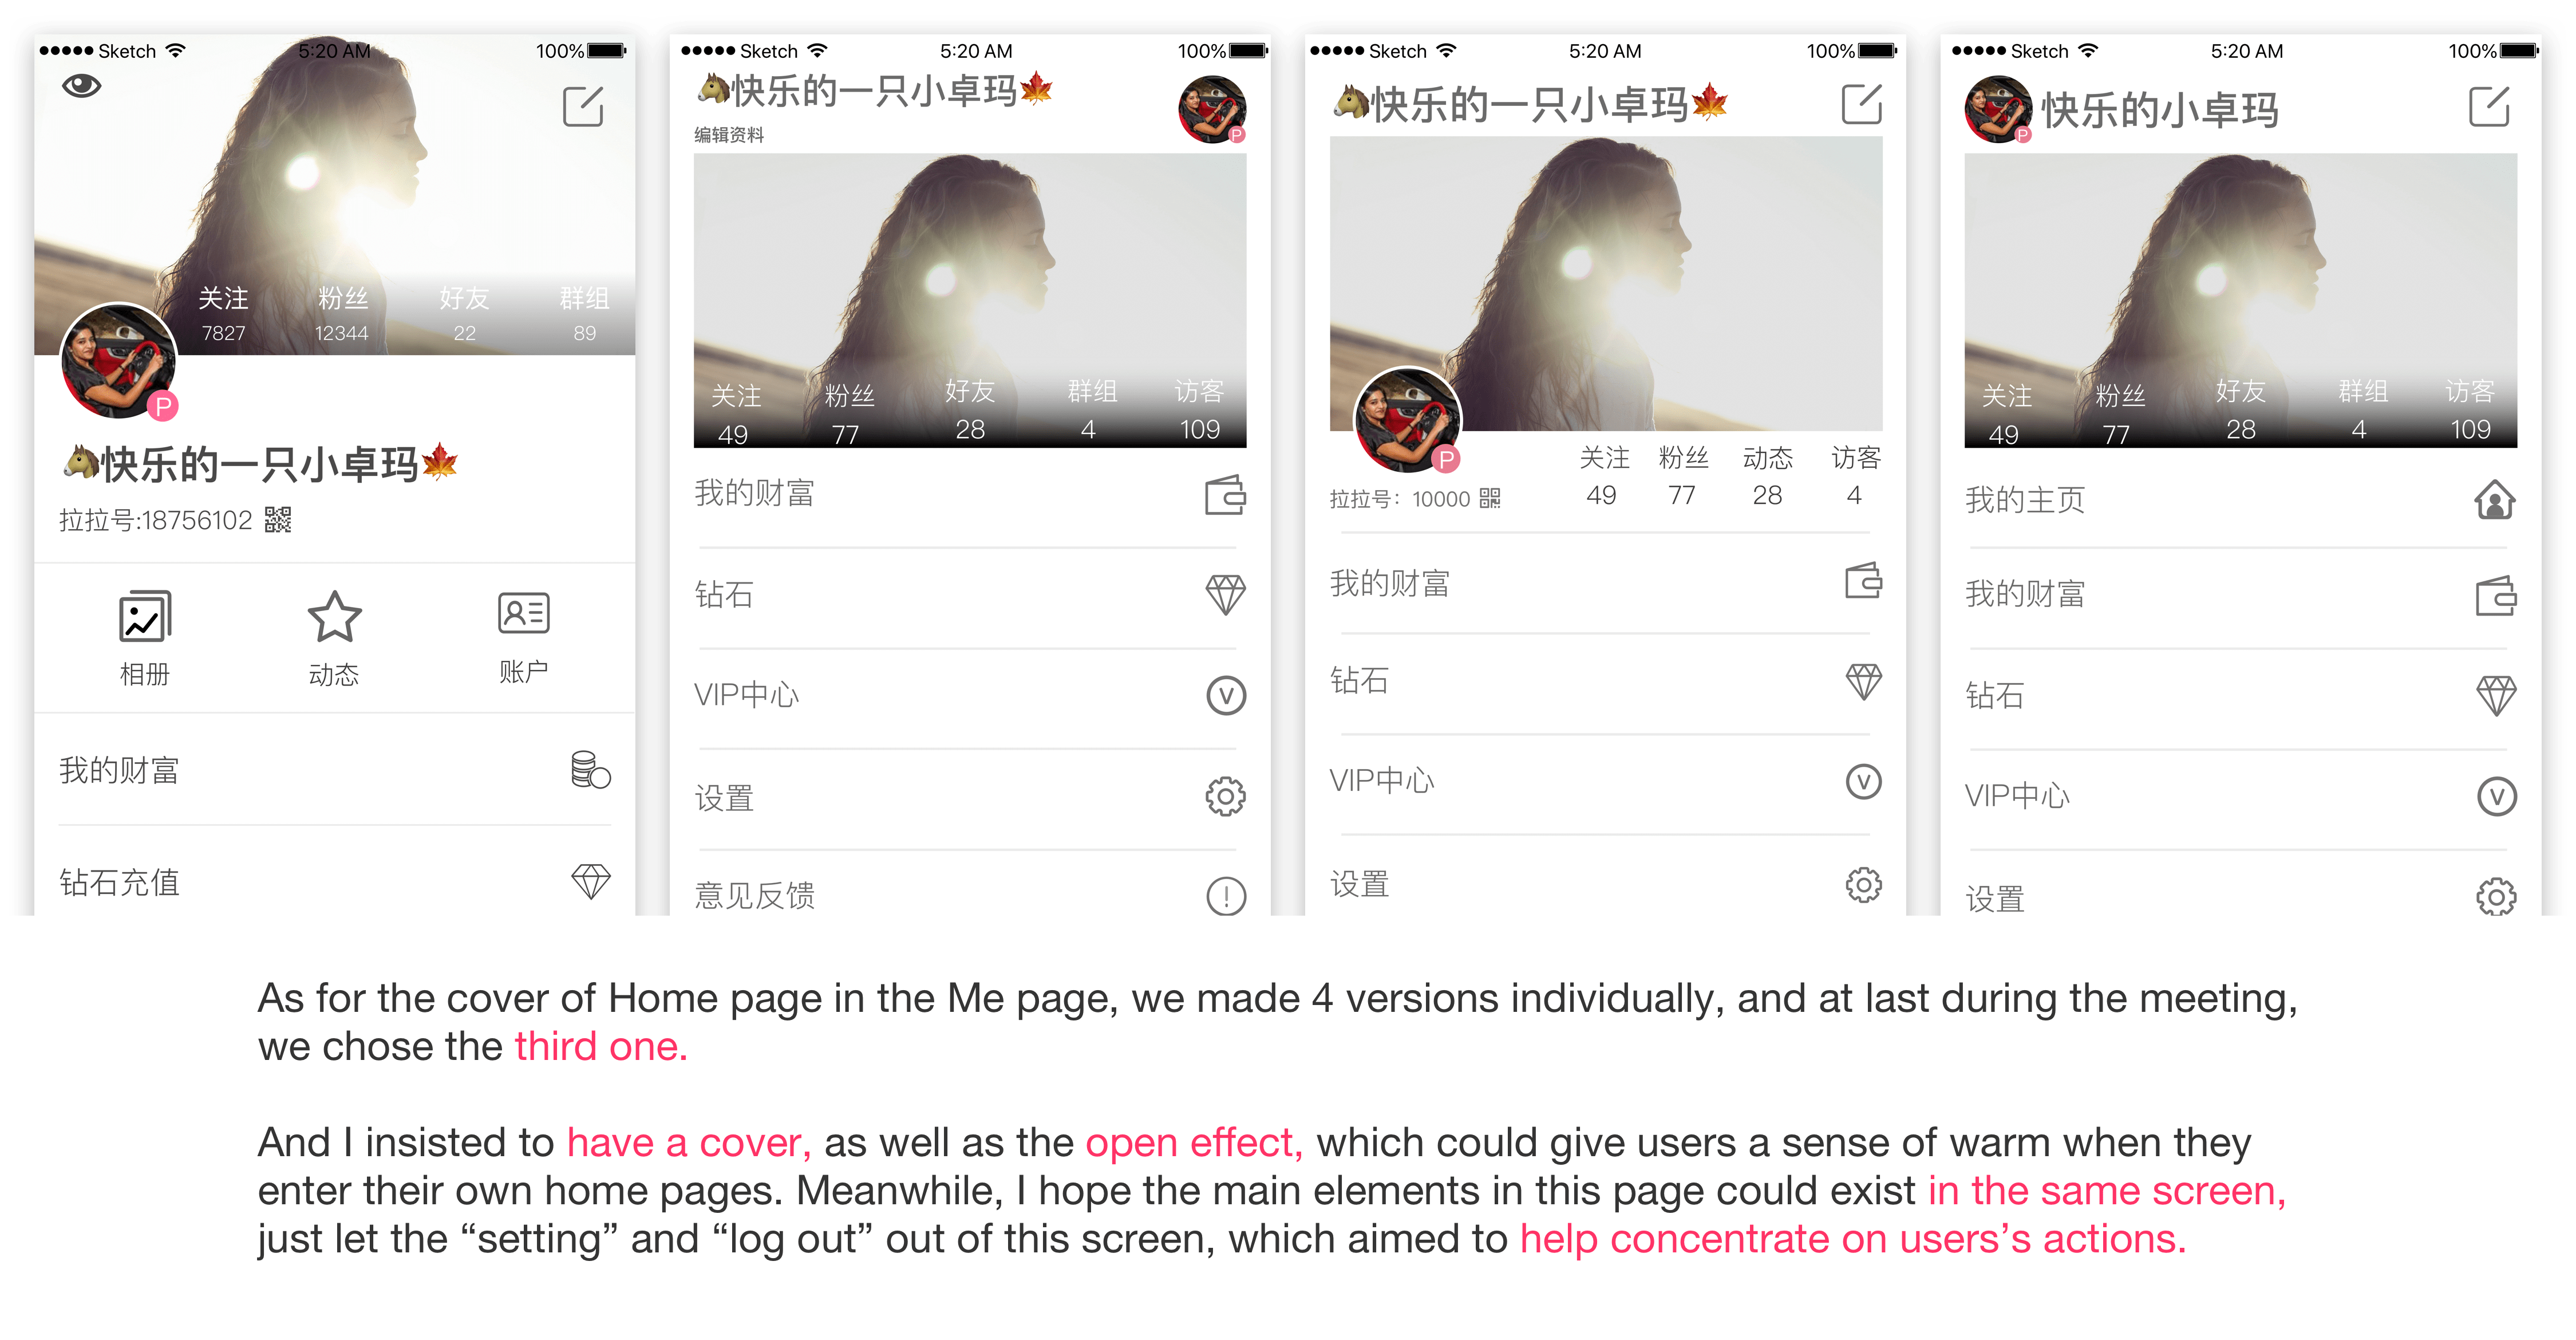 Sketch 5:20 AM 100%
关注 粉丝 好友 群组
7827 12344 22 89
P
🐴快乐的一只小卓玛🍁
拉拉号:18756102
相册 动态 账户
我的财富
钻石充值
Sketch 5:20 AM 100%
🐴快乐的一只小卓玛🍁
编辑资料
P
关注 粉丝 好友 群组 访客
49 77 28 4 109
我的财富
钻石
VIP中心
V
设置
意见反馈
Sketch 5:20 AM 100%
🐴快乐的一只小卓玛🍁
P
关注 粉丝 动态 访客
49 77 28 4
拉拉号：10000
我的财富
钻石
VIP中心
V
设置
Sketch 5:20 AM 100%
快乐的小卓玛
P
关注 粉丝 好友 群组 访客
49 77 28 4 109
我的主页
我的财富
钻石
VIP中心
V
设置
As for the cover of Home page in the Me page, we made 4 versions individually, and at last during the meeting,
we chose the third one.
And I insisted to have a cover, as well as the open effect, which could give users a sense of warm when they
enter their own home pages. Meanwhile, I hope the main elements in this page could exist in the same screen,
just let the “setting” and “log out” out of this screen, which aimed to help concentrate on users’s actions.